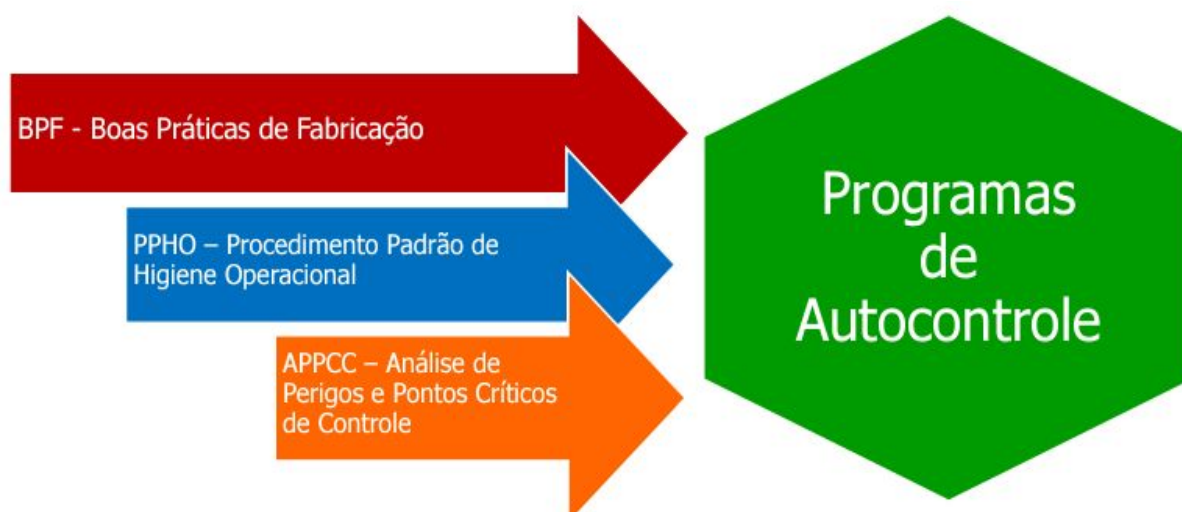 BPF - Boas Práticas de Fabricação
PPHO – Procedimento Padrão de
Higiene Operacional
APPCC – Análise de
Perigos e Pontos Críticos
de Controle
Programas
de
Autocontrole